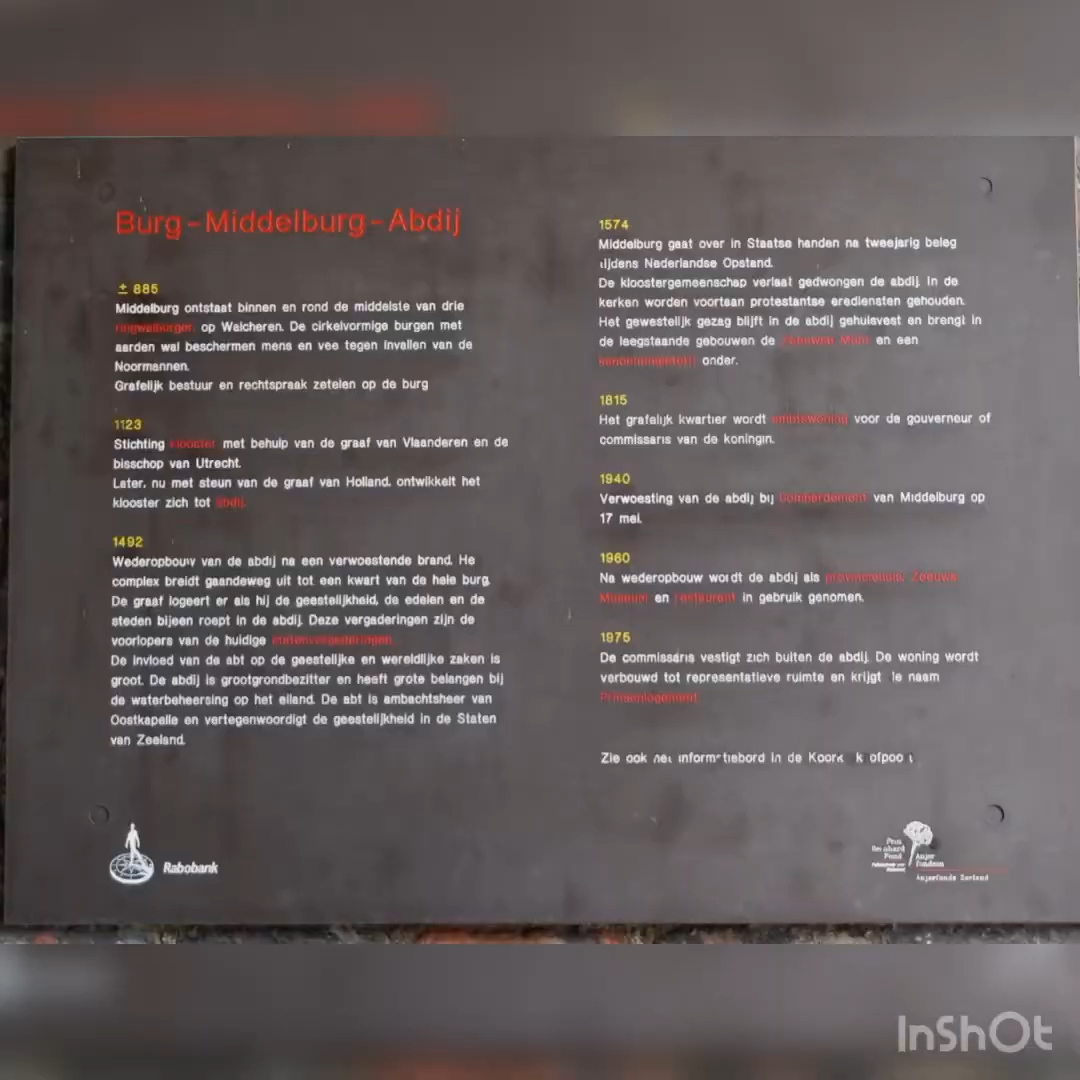 Burg-Middelburg-Abdij
± 885
Middelburg ontstaat binnen en rond de middelste van drie
ringwalburgen op Walcheren. De cirkelvormige burgen met
aarden wal beschermen mens en vee tegen invallen van de
Noormannen.
Grafelijk bestuur en rechtspraak zetelen op de burg
1123
Stichting klooster met behulp van de graaf van Vlaanderen en de
bisschop van Utrecht.
Later, nu met steun van de graaf van Holland, ontwikkelt het
klooster zich tot abdij.
1492
Wederopbouw van de abdij na een verwoestende brand. He
complex breidt gaandeweg uit tot een kwart van de hele burg.
De graaf logeert er als hij de geestelijkheid, de edelen en de
steden bijeen roept in de abdij. Deze vergaderingen zijn de
voorlopers van de huidige statenvergaderingen.
De invloed van de abt op de geestelijke en wereldlijke zaken is
groot. De abdij is grootgrondbezitter en heeft grote belangen bij
de waterbeheersing op het eiland. De abt is ambachtsheer van
Oostkapelle en vertegenwoordigt de geestelijkheid in de Staten
van Zeeland.
1574
Middelburg gaat over in Staatse handen na tweejarig beleg
tijdens Nederlandse Opstand.
De kloostergemeenschap verlaat gedwongen de abdij. In de
kerken worden voortaan protestantse erediensten gehouden.
Het gewestelijk gezag blijft in de abdij gehuisvest en brengt in
de leegstaande gebouwen de Zeeuwse Munt en een
onder.
1815
Het grafelijk kwartier wordt ambtswoning voor de gouverneur of
commissaris van de koningin.
1940
Verwoesting van de abdij bij bombardement van Middelburg op
17 mei.
1960
Na wederopbouw wordt de abdij als provinciehuis, Zeeuws
Museum en restaurant in gebruik genomen.
1975
De commissaris vestigt zich buiten de abdij. De woning wordt
verbouwd tot representatieve ruimte en krijgt de naam
Prinsenlogement.
Zie ook het informatiebord in de
Rabobank
Prins
Bernhard
Fonds
Anjer
fondsen
Anjerfonds Zeeland
InShOt